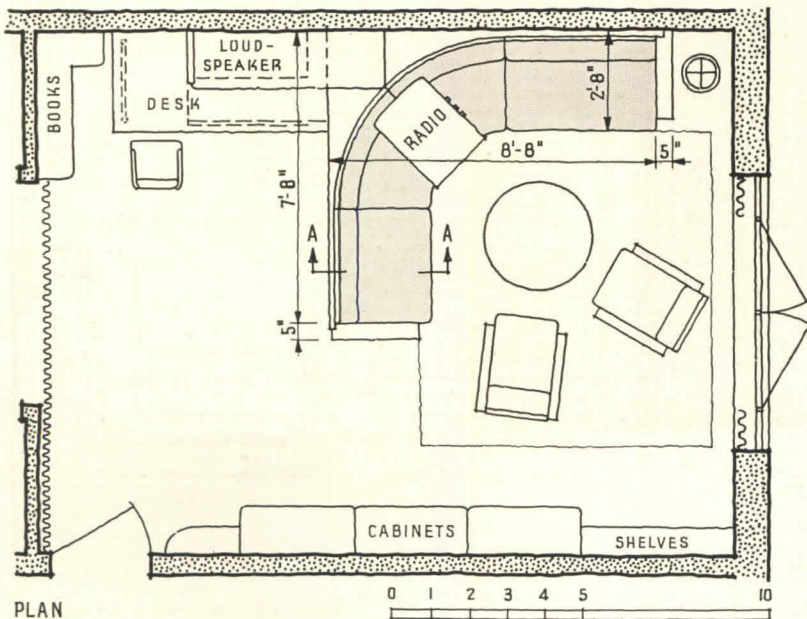 LOUD-
SPEAKER
BOOKS
DESK
RADIO
2'-8"
8'-8"
5"
7'-8"
A
A
5"
CABINETS
SHELVES
PLAN
0 1 2 3 4 5 10